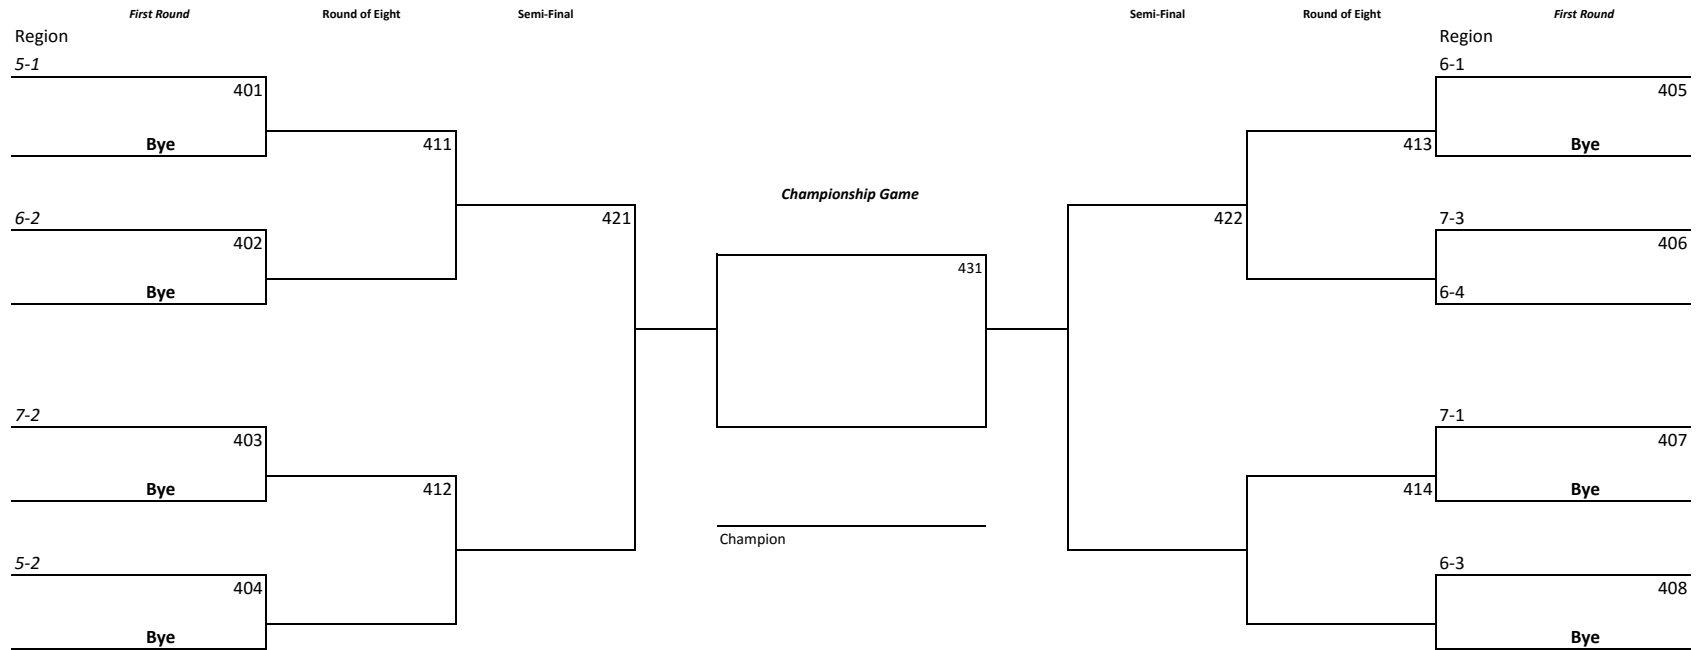 First Round Round of Eight Semi-Final Semi-Final Round of Eight First Round
Region Region
5-1 6-1
401 405
Bye 411 413 Bye
Championship Game
6-2 421 422 7-3
402 406
431
Bye 6-4
7-2 7-1
403 407
Bye 412 414 Bye
Champion
5-2 6-3
404 408
Bye Bye